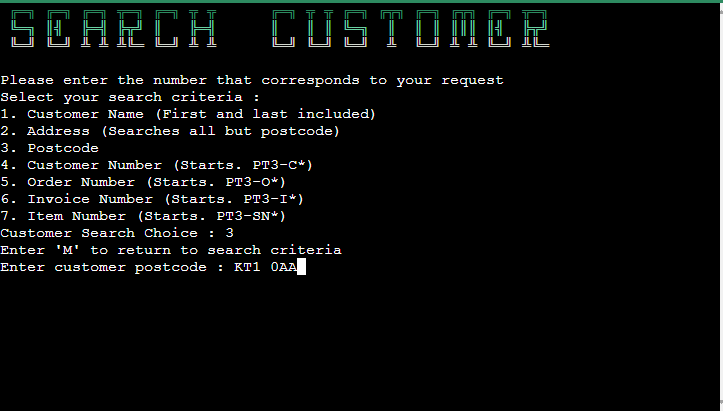 SEARCH CUSTOMER
Please enter the number that corresponds to your request
Select your search criteria :
1. Customer Name (First and last included)
2. Address (Searches all but postcode)
3. Postcode
4. Customer Number (Starts. PT3-C*)
5. Order Number (Starts. PT3-O*)
6. Invoice Number (Starts. PT3-I*)
7. Item Number (Starts. PT3-SN*)
Customer Search Choice : 3
Enter 'M' to return to search criteria
Enter customer postcode : KT1 0AA